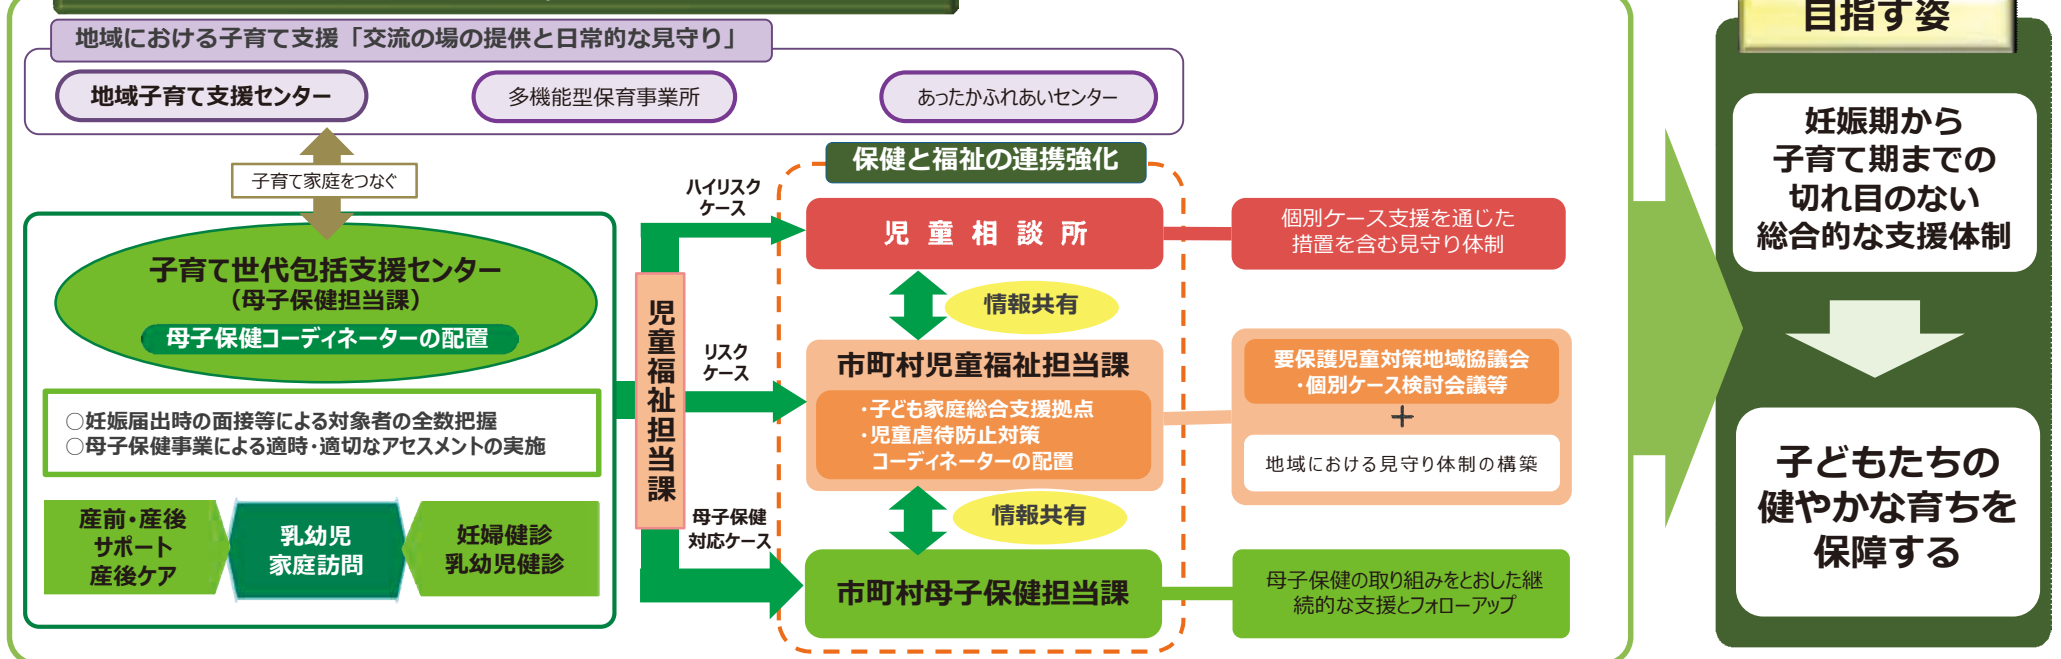 地域における子育て支援「交流の場の提供と日常的な見守り」
地域子育て支援センター
多機能型保育事業所
あったかふれあいセンター
子育て家庭をつなぐ
子育て世代包括支援センター
(母子保健担当課)
母子保健コーディネーターの配置
○妊娠届出時の面接等による対象者の全数把握
○母子保健事業による適時・適切なアセスメントの実施
産前・産後
サポート
産後ケア
乳幼児
家庭訪問
妊婦健診
乳幼児健診
児童福祉担当課
ハイリスク
ケース
リスク
ケース
母子保健
対応ケース
保健と福祉の連携強化
児童相談所
情報共有
市町村児童福祉担当課
・子ども家庭総合支援拠点
・児童虐待防止対策
コーディネーターの配置
情報共有
市町村母子保健担当課
個別ケース支援を通じた
措置を含む見守り体制
要保護児童対策地域協議会
・個別ケース検討会議等
+
地域における見守り体制の構築
母子保健の取り組みをとおした継
続的な支援とフォローアップ
目指す姿
妊娠期から
子育て期までの
切れ目のない
総合的な支援体制
子どもたちの
健やかな育ちを
保障する